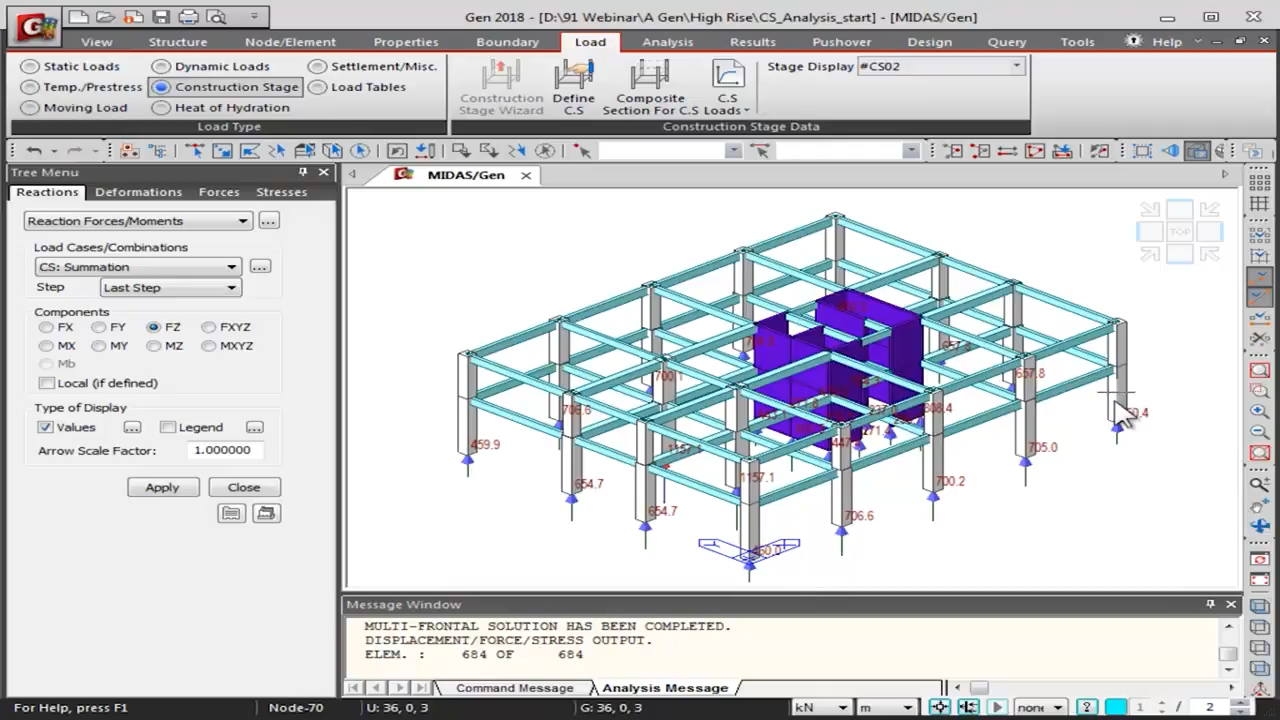 Gen 2018 - [D:\91 Webinar\A Gen\High Rise\CS_Analysis_start] - [MIDAS/Gen]
View Structure Node/Element Properties Boundary Load Analysis Results Pushover Design Query Tools Help
Static Loads Dynamic Loads Settlement/Misc.
Temp./Prestress Construction Stage Load Tables
Moving Load Heat of Hydration
Load Type
Construction Stage Wizard
Define C.S
Composite Section For C.S
C.S Loads
Stage Display #CS02
Construction Stage Data
Tree Menu
Reactions Deformations Forces Stresses
Reaction Forces/Moments ...
Load Cases/Combinations
CS: Summation ...
Step Last Step
Components
FX FY FZ FXYZ
MX MY MZ MXYZ
Mb
Local (if defined)
Type of Display
Values ... Legend ...
Arrow Scale Factor: 1.000000
Apply Close
MIDAS/Gen
TOP
657.8
700.1
706.6
308.4
459.9
1157.1
705.0
654.7
700.2
654.7
706.6
Message Window
MULTI-FRONTAL SOLUTION HAS BEEN COMPLETED.
DISPLACEMENT/FORCE/STRESS OUTPUT.
ELEM. : 684 OF 684
Command Message Analysis Message
For Help, press F1 Node-70 U: 36, 0, 3 G: 36, 0, 3 kN m none ? 1 / 2